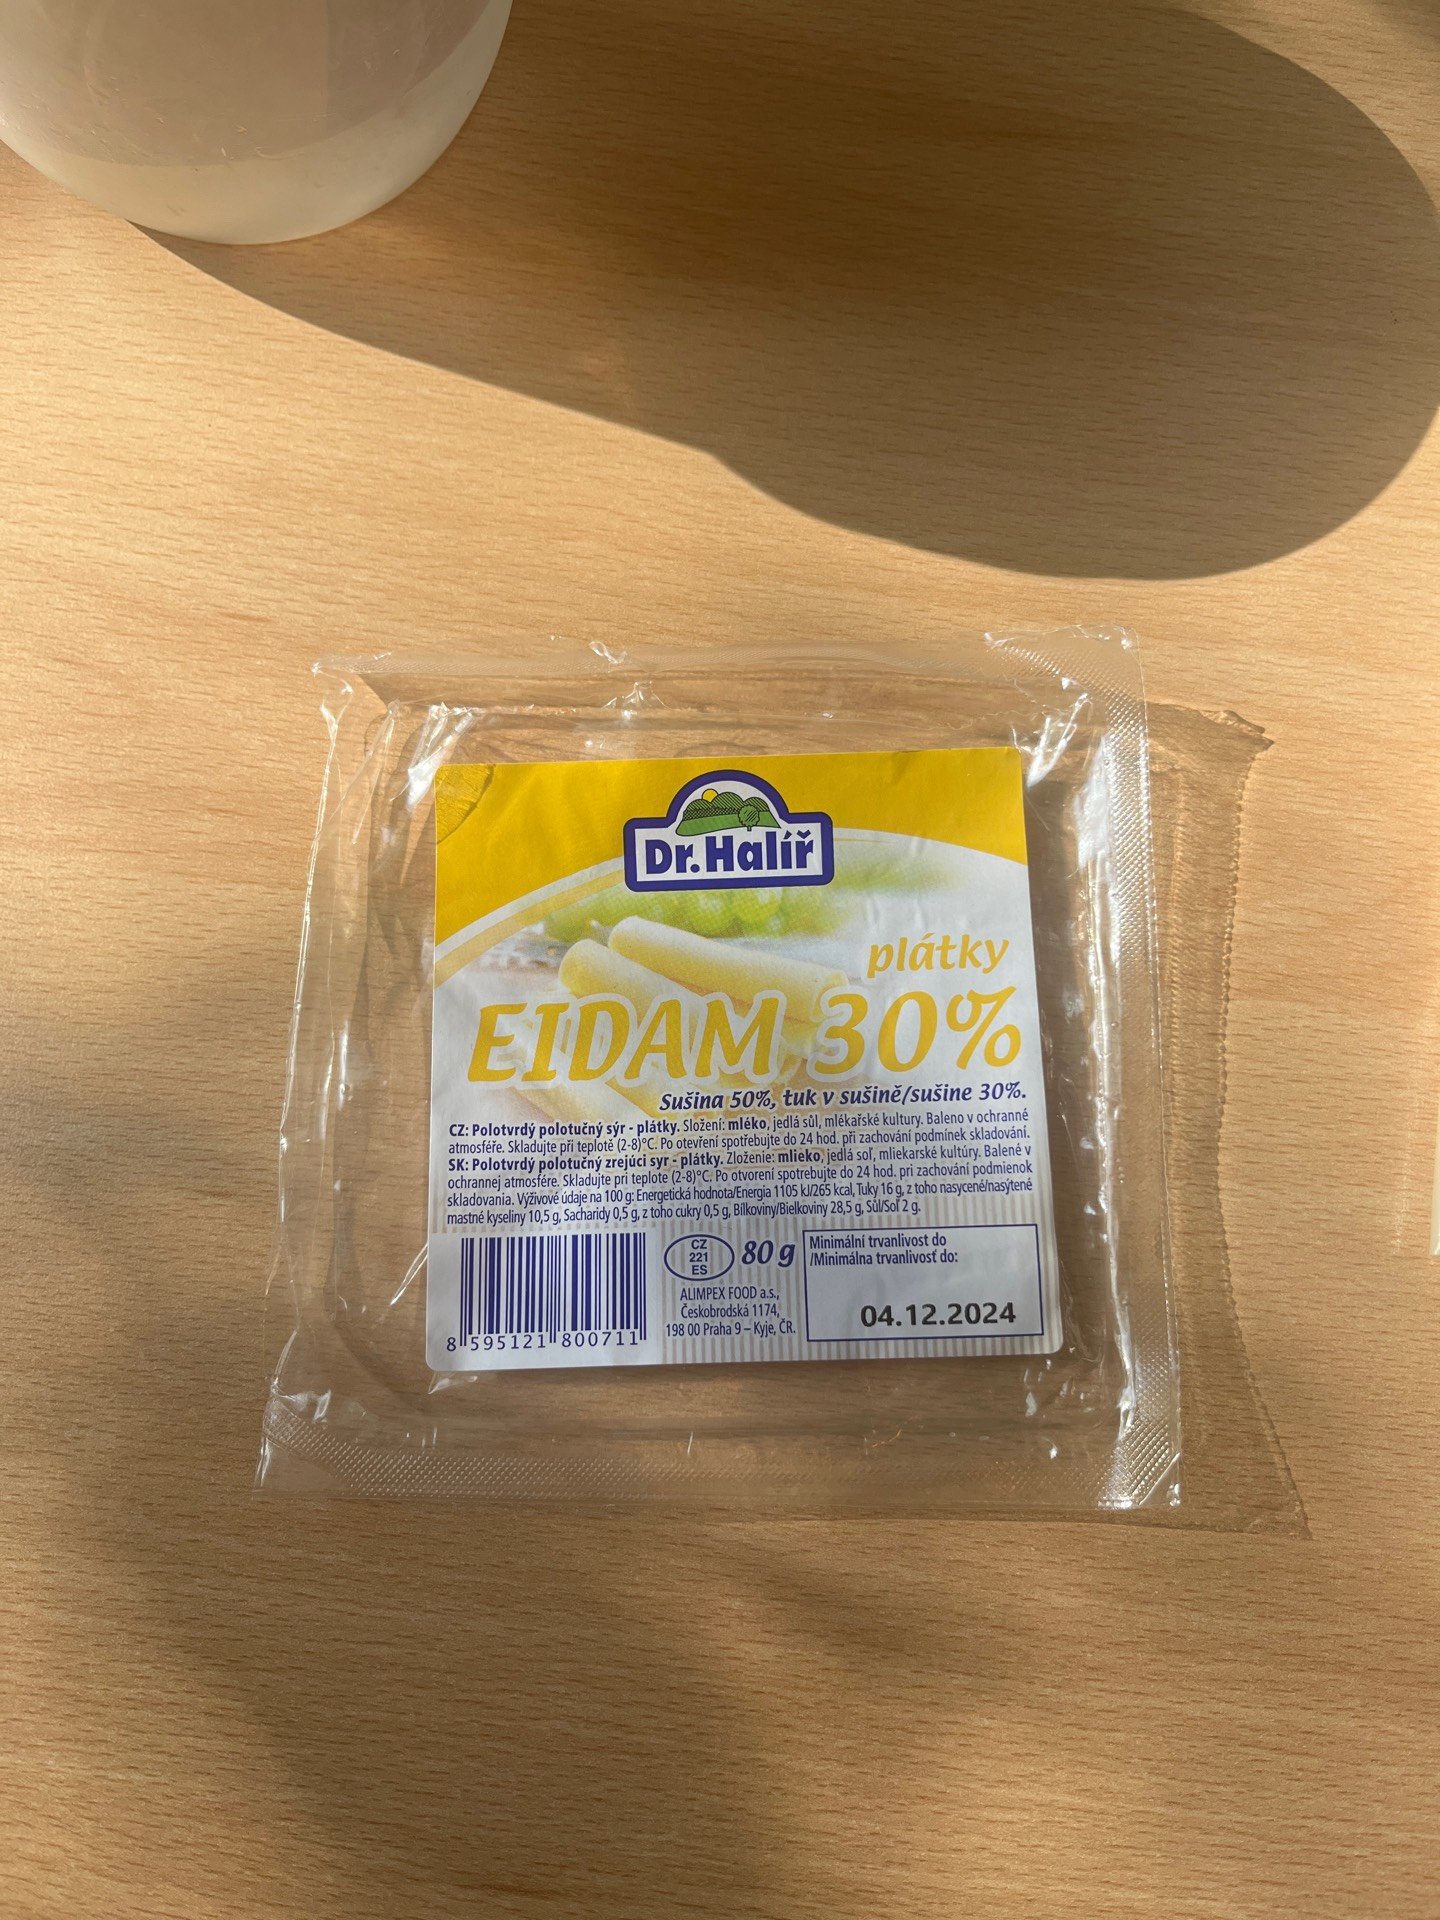 Dr. Halíř
plátky
EIDAM 30%
Sušina 50%, tuk v sušině/sušine 30%.
CZ: Polotvrdý polotučný sýr - plátky. Složení: mléko, jedlá sůl, mlékařské kultury. Baleno v ochranné
atmosféře. Skladujte při teplotě (2-8)°C. Po otevření spotřebujte do 24 hod. při zachování podmínek skladování.
SK: Polotvrdý polotučný zrejúci syr - plátky. Zloženie: mlieko, jedlá soľ, mliekarské kultúry. Balené v
ochrannej atmosfére. Skladujte pri teplote (2-8)°C. Po otvorení spotrebujte do 24 hod. pri zachování podmienok
skladovania. Výživové údaje na 100 g: Energetická hodnota/Energia 1105 kJ/265 kcal, Tuky 16 g, z toho nasycené/nasýtené
mastné kyseliny 10,5 g, Sacharidy 0,5 g, z toho cukry 0,5 g, Bílkoviny/Bielkoviny 28,5 g, Sůl/Soľ 2 g.
CZ
221
ES
80 g
ALIMPEX FOOD a.s.,
Českobrodská 1174,
198 00 Praha 9 – Kyje, ČR.
Minimální trvanlivost do
/Minimálna trvanlivosť do:
04.12.2024
8 595121 800711